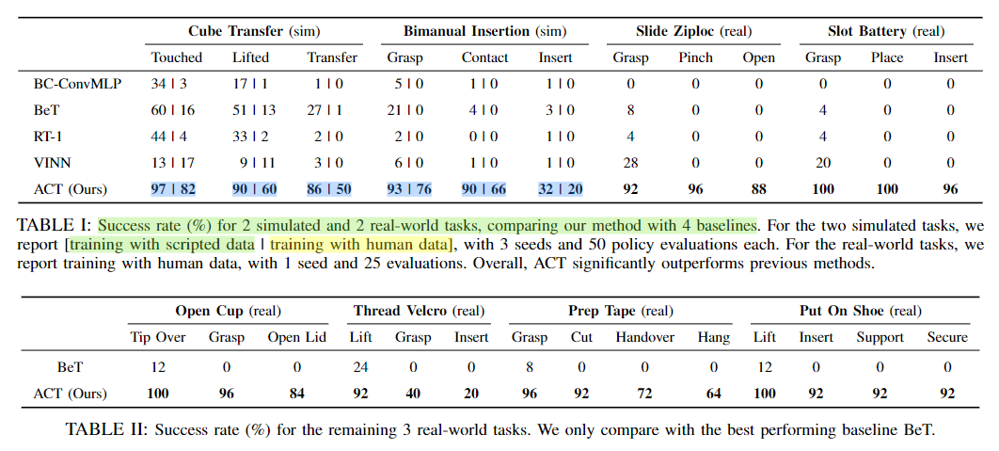 Cube Transfer (sim) Bimanual Insertion (sim) Slide Ziploc (real) Slot Battery (real)
Touched Lifted Transfer Grasp Contact Insert Grasp Pinch Open Grasp Place Insert
BC-ConvMLP 34 | 3 17 | 1 1 | 0 5 | 0 1 | 0 1 | 0 0 0 0 0 0 0
BeT 60 | 16 51 | 13 27 | 1 21 | 0 4 | 0 3 | 0 8 0 0 4 0 0
RT-1 44 | 4 33 | 2 2 | 0 2 | 0 0 | 0 1 | 0 4 0 0 4 0 0
VINN 13 | 17 9 | 11 3 | 0 6 | 0 1 | 0 1 | 0 28 0 0 20 0 0
ACT (Ours) 97 | 82 90 | 60 86 | 50 93 | 76 90 | 66 32 | 20 92 96 88 100 100 96
TABLE I: Success rate (%) for 2 simulated and 2 real-world tasks, comparing our method with 4 baselines. For the two simulated tasks, we
report [training with scripted data | training with human data], with 3 seeds and 50 policy evaluations each. For the real-world tasks, we
report training with human data, with 1 seed and 25 evaluations. Overall, ACT significantly outperforms previous methods.
Open Cup (real) Thread Velcro (real) Prep Tape (real) Put On Shoe (real)
Tip Over Grasp Open Lid Lift Grasp Insert Grasp Cut Handover Hang Lift Insert Support Secure
BeT 12 0 0 24 0 0 8 0 0 0 12 0 0 0
ACT (Ours) 100 96 84 92 40 20 96 92 72 64 100 92 92 92
TABLE II: Success rate (%) for the remaining 3 real-world tasks. We only compare with the best performing baseline BeT.